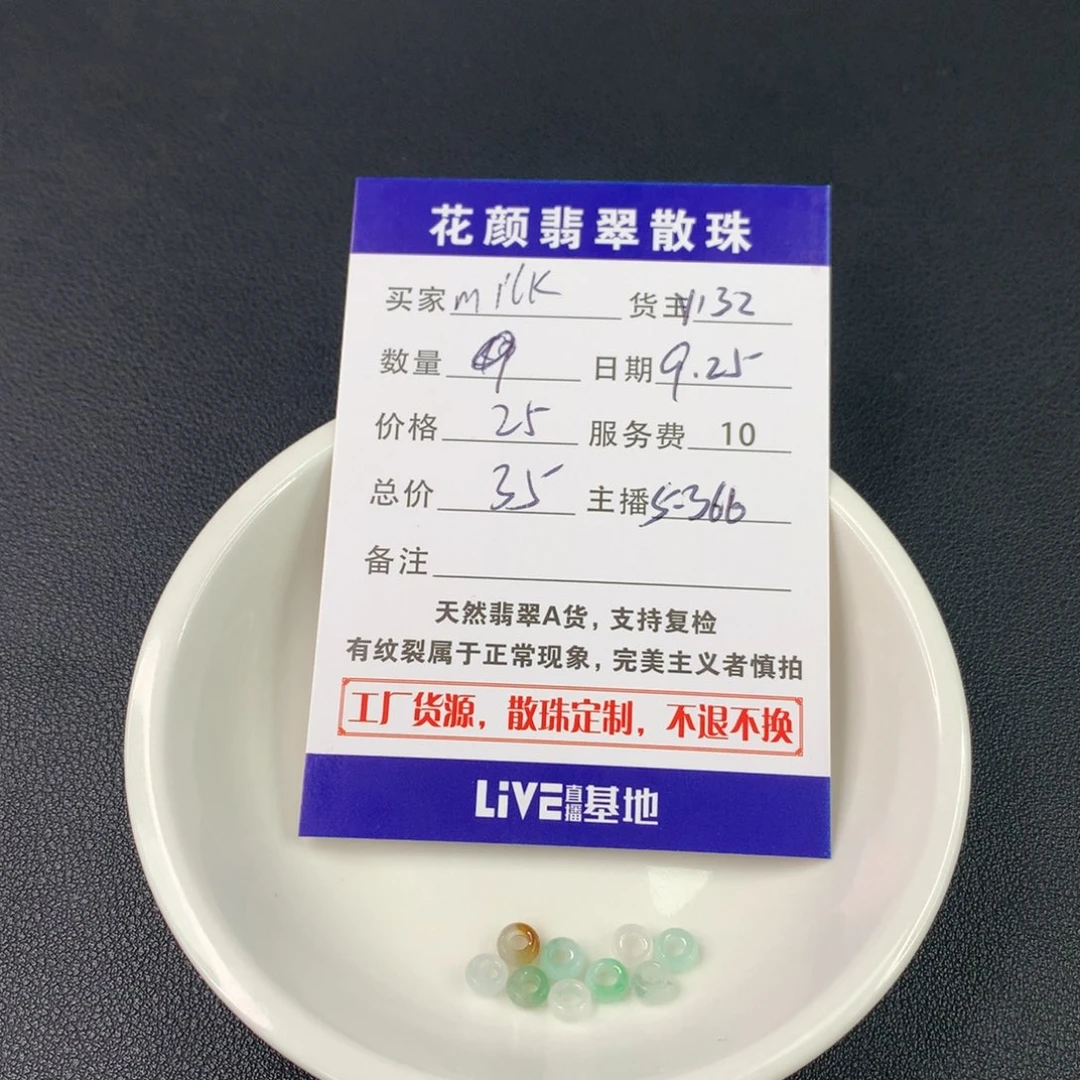 花颜翡翠散珠
买家 milk 货主 132
数量 9 日期 9.25
价格 25 服务费 10
总价 35 主播 5-366
备注
天然翡翠A货，支持复检
有纹裂属于正常现象，完美主义者慎拍
工厂货源，散珠定制，不退不换
LiVE直播基地